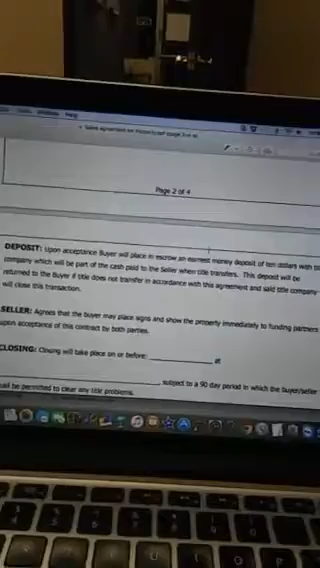 Window Help
Page 2 of 4
DEPOSIT: Upon acceptance Buyer will place in escrow an earnest money deposit of ten dollars with
company which will be part of the cash paid to the Seller when title transfers. This deposit will be
returned to the Buyer if title does not transfer in accordance with this agreement and said title company
will close this transaction.
SELLER: Agrees that the buyer may place signs and show the property immediately to funding partners
upon acceptance of this contract by both parties.
CLOSING: Closing will take place on or before: ____________ at
____________, subject to a 90 day period in which the buyer/seller
be permitted to clear any title problems.